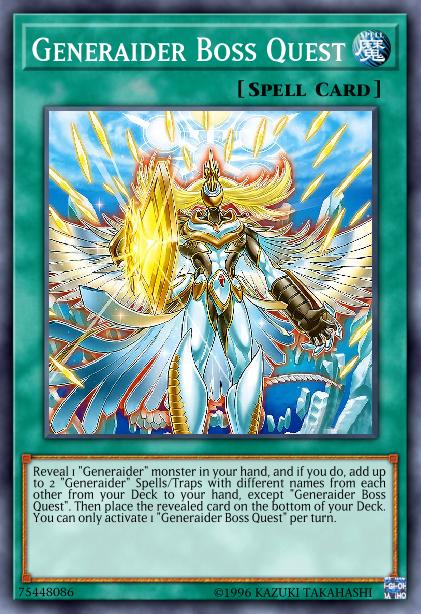 Generaider Boss Quest
SPELL
魔
[Spell Card]
Reveal 1 "Generaider" monster in your hand, and if you do, add up
to 2 "Generaider" Spells/Traps with different names from each
other from your Deck to your hand, except "Generaider Boss
Quest". Then place the revealed card on the bottom of your Deck.
You can only activate 1 "Generaider Boss Quest" per turn.
75448086
©1996 KAZUKI TAKAHASHI